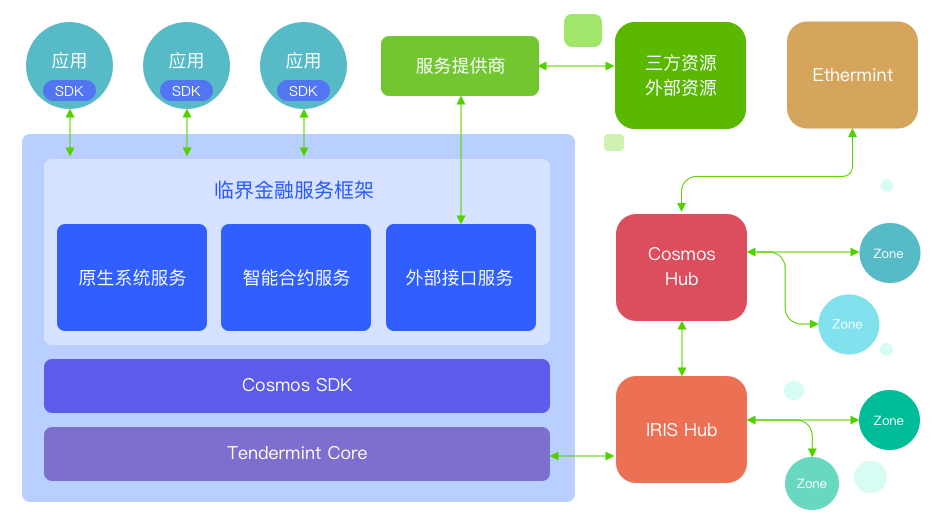 应用
SDK
应用
SDK
应用
SDK
服务提供商
三方资源
外部资源
Ethermint
临界金融服务框架
原生系统服务
智能合约服务
外部接口服务
Cosmos
Hub
Zone
Zone
Cosmos SDK
Tendermint Core
IRIS Hub
Zone
Zone